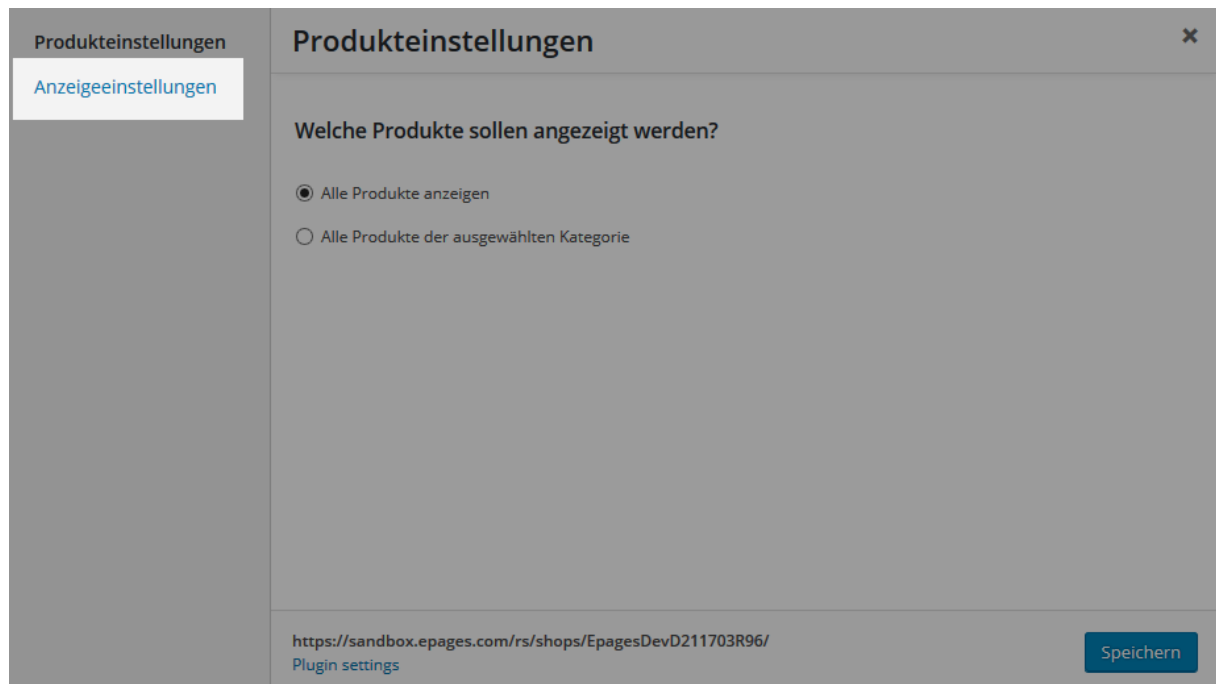 Produkteinstellungen
Anzeigeeinstellungen
Produkteinstellungen
Welche Produkte sollen angezeigt werden?
Alle Produkte anzeigen
Alle Produkte der ausgewählten Kategorie
https://sandbox.epages.com/rs/shops/EpagesDevD211703R96/
Plugin settings
Speichern